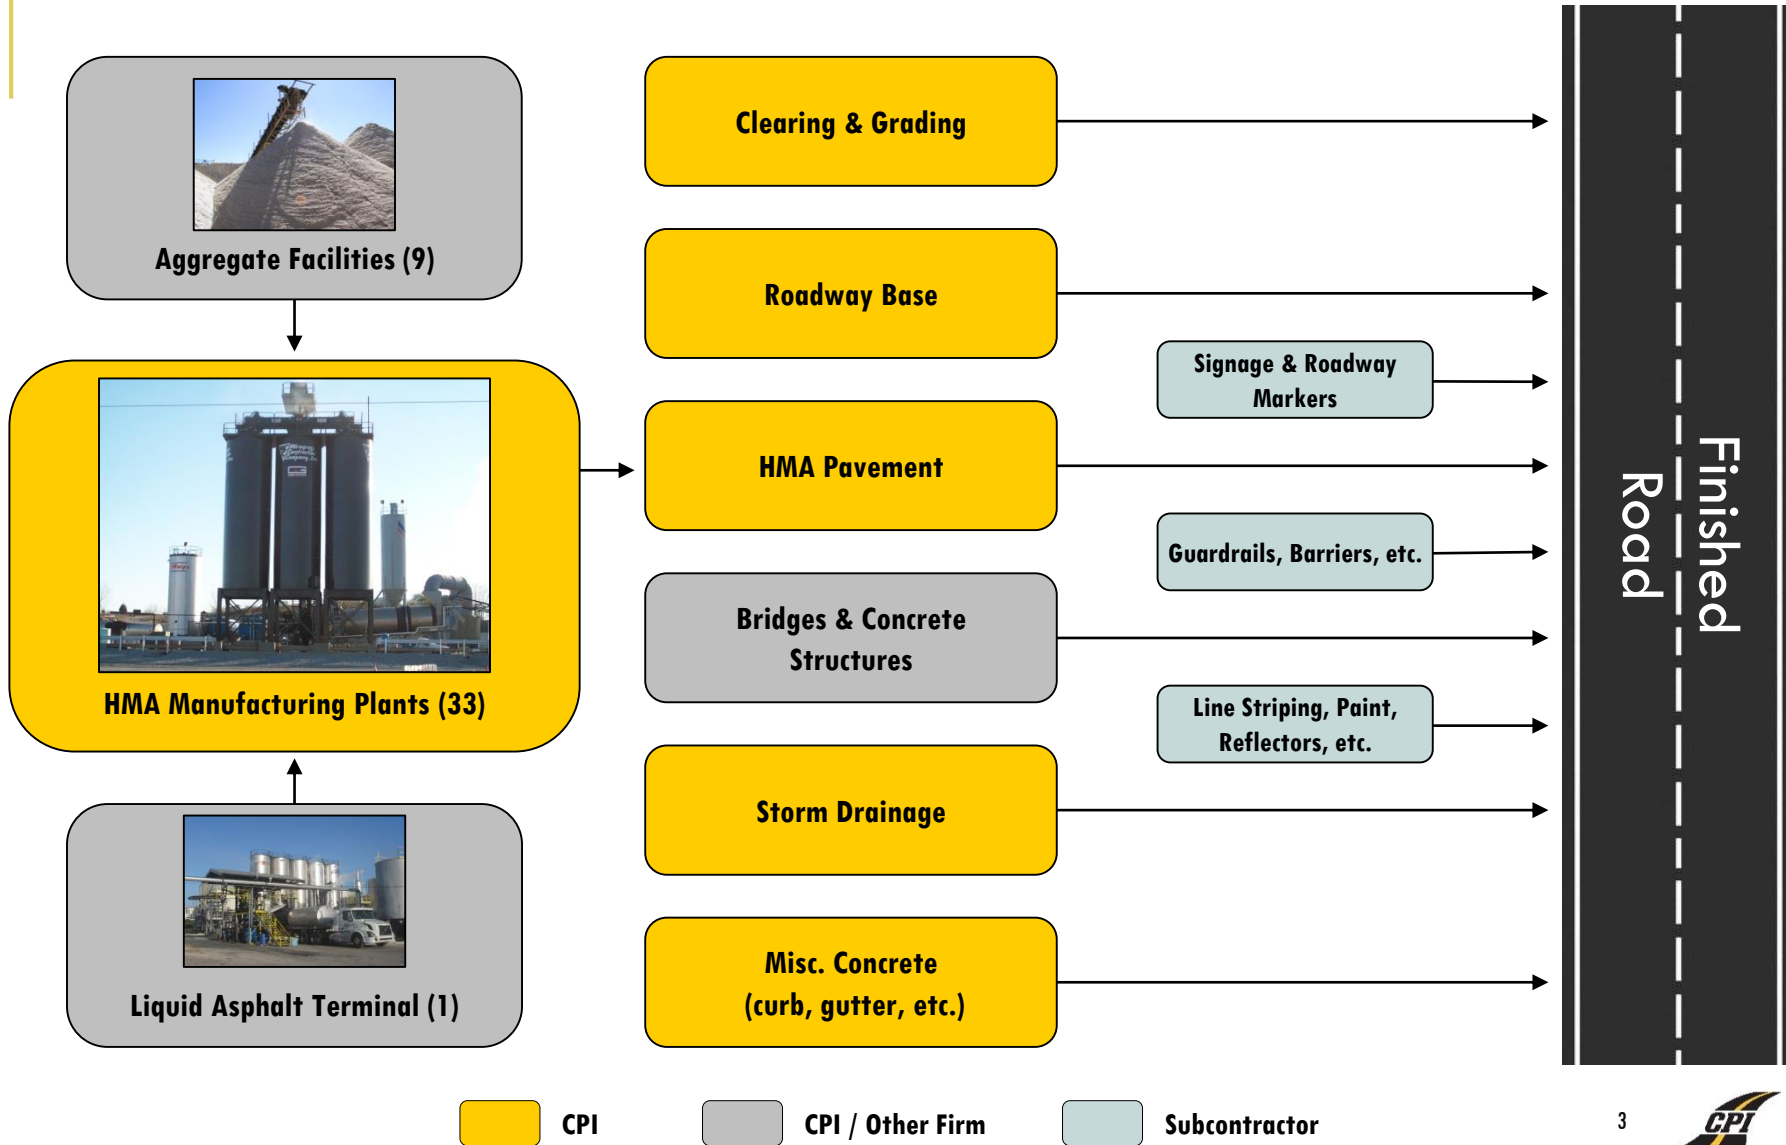 Aggregate Facilities (9)
HMA Manufacturing Plants (33)
Liquid Asphalt Terminal (1)
Clearing & Grading
Roadway Base
HMA Pavement
Bridges & Concrete
Structures
Storm Drainage
Misc. Concrete
(curb, gutter, etc.)
Signage & Roadway
Markers
Guardrails, Barriers, etc.
Line Striping, Paint,
Reflectors, etc.
Finished
Road
CPI
CPI / Other Firm
Subcontractor
3
CPI